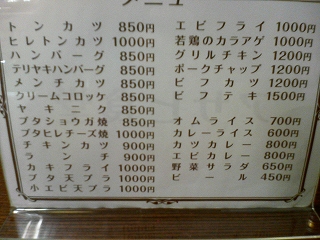 メニュー
トンカツ 850円
ヒレトンカツ 1000円
ハンバーグ 850円
テリヤキハンバーグ 850円
メンチカツ 850円
クリームコロッケ 850円
ヤキニク 850円
ブタショウガ焼 850円
ブタヒレチーズ焼 1000円
チキンカツ 900円
ランチ 900円
カキフライ 1000円
ブタ天プラ 1000円
小エビ天プラ 1000円
エビフライ 1000円
若鶏のカラアゲ 1000円
グリルチキン 1200円
ポークチャップ 1200円
ビフカツ 1200円
ビフテキ 1500円
オムライス 700円
カレーライス 600円
カツカレー 800円
エビカレー 800円
野菜サラダ 650円
ビール 450円